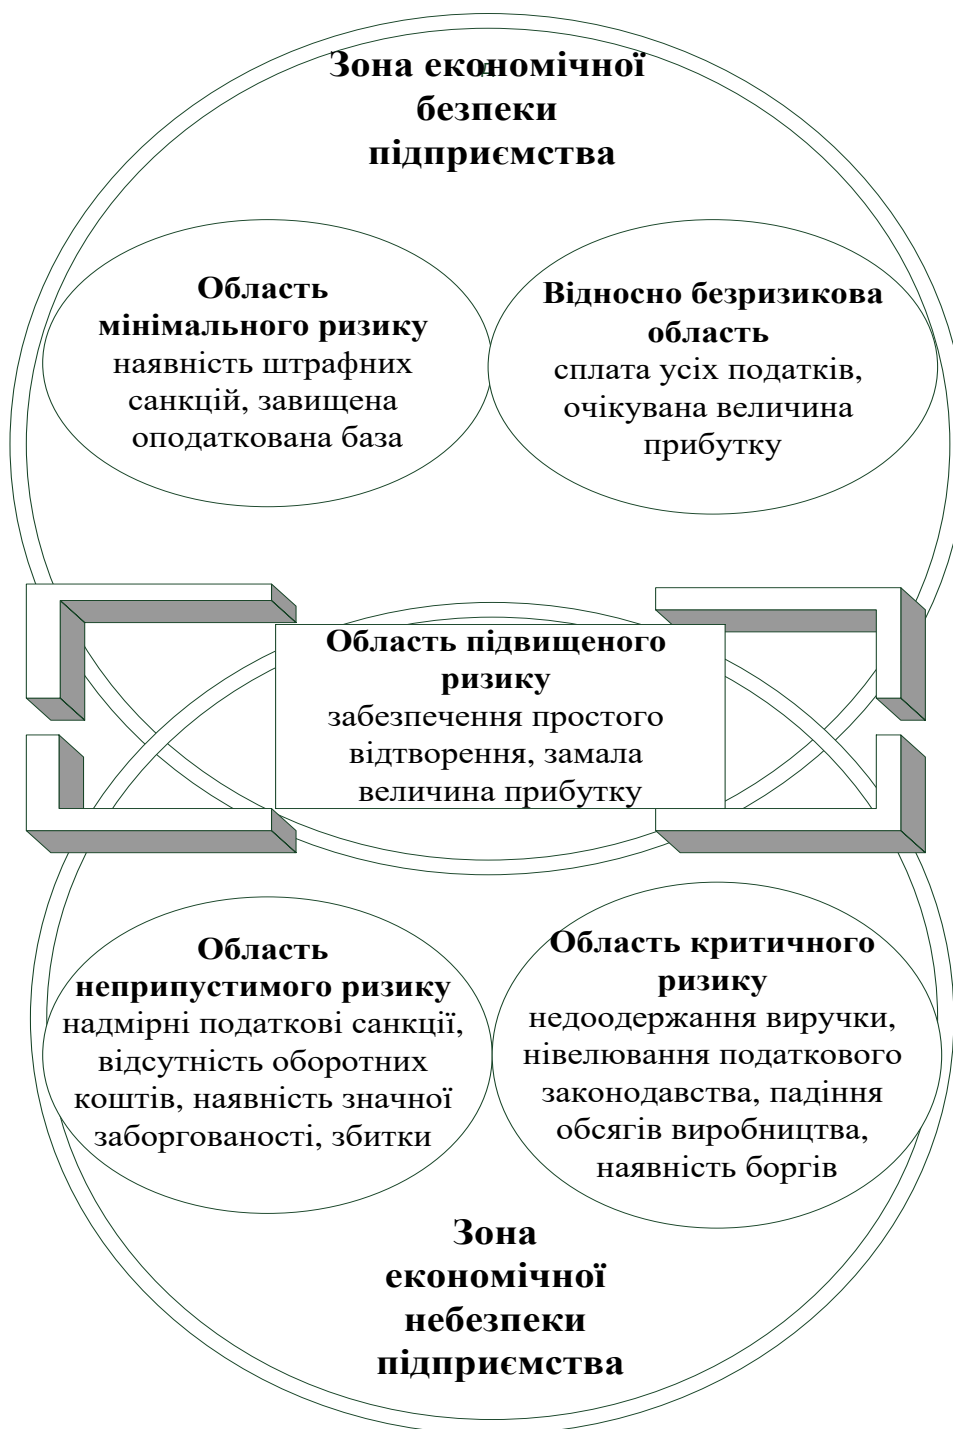 Зона економічної
безпеки
підприємства
Область
мінімального ризику
наявність штрафних
санкцій, завищена
оподаткована база
Відносно безризикова
область
сплата усіх податків,
очікувана величина
прибутку
Область підвищеного
ризику
забезпечення простого
відтворення, замала
величина прибутку
Область
неприпустимого ризику
надмірні податкові санкції,
відсутність оборотних
коштів, наявність значної
заборгованості, збитки
Область критичного
ризику
недоодержання виручки,
нівелювання податкового
законодавства, падіння
обсягів виробництва,
наявність боргів
Зона
економічної
небезпеки
підприємства